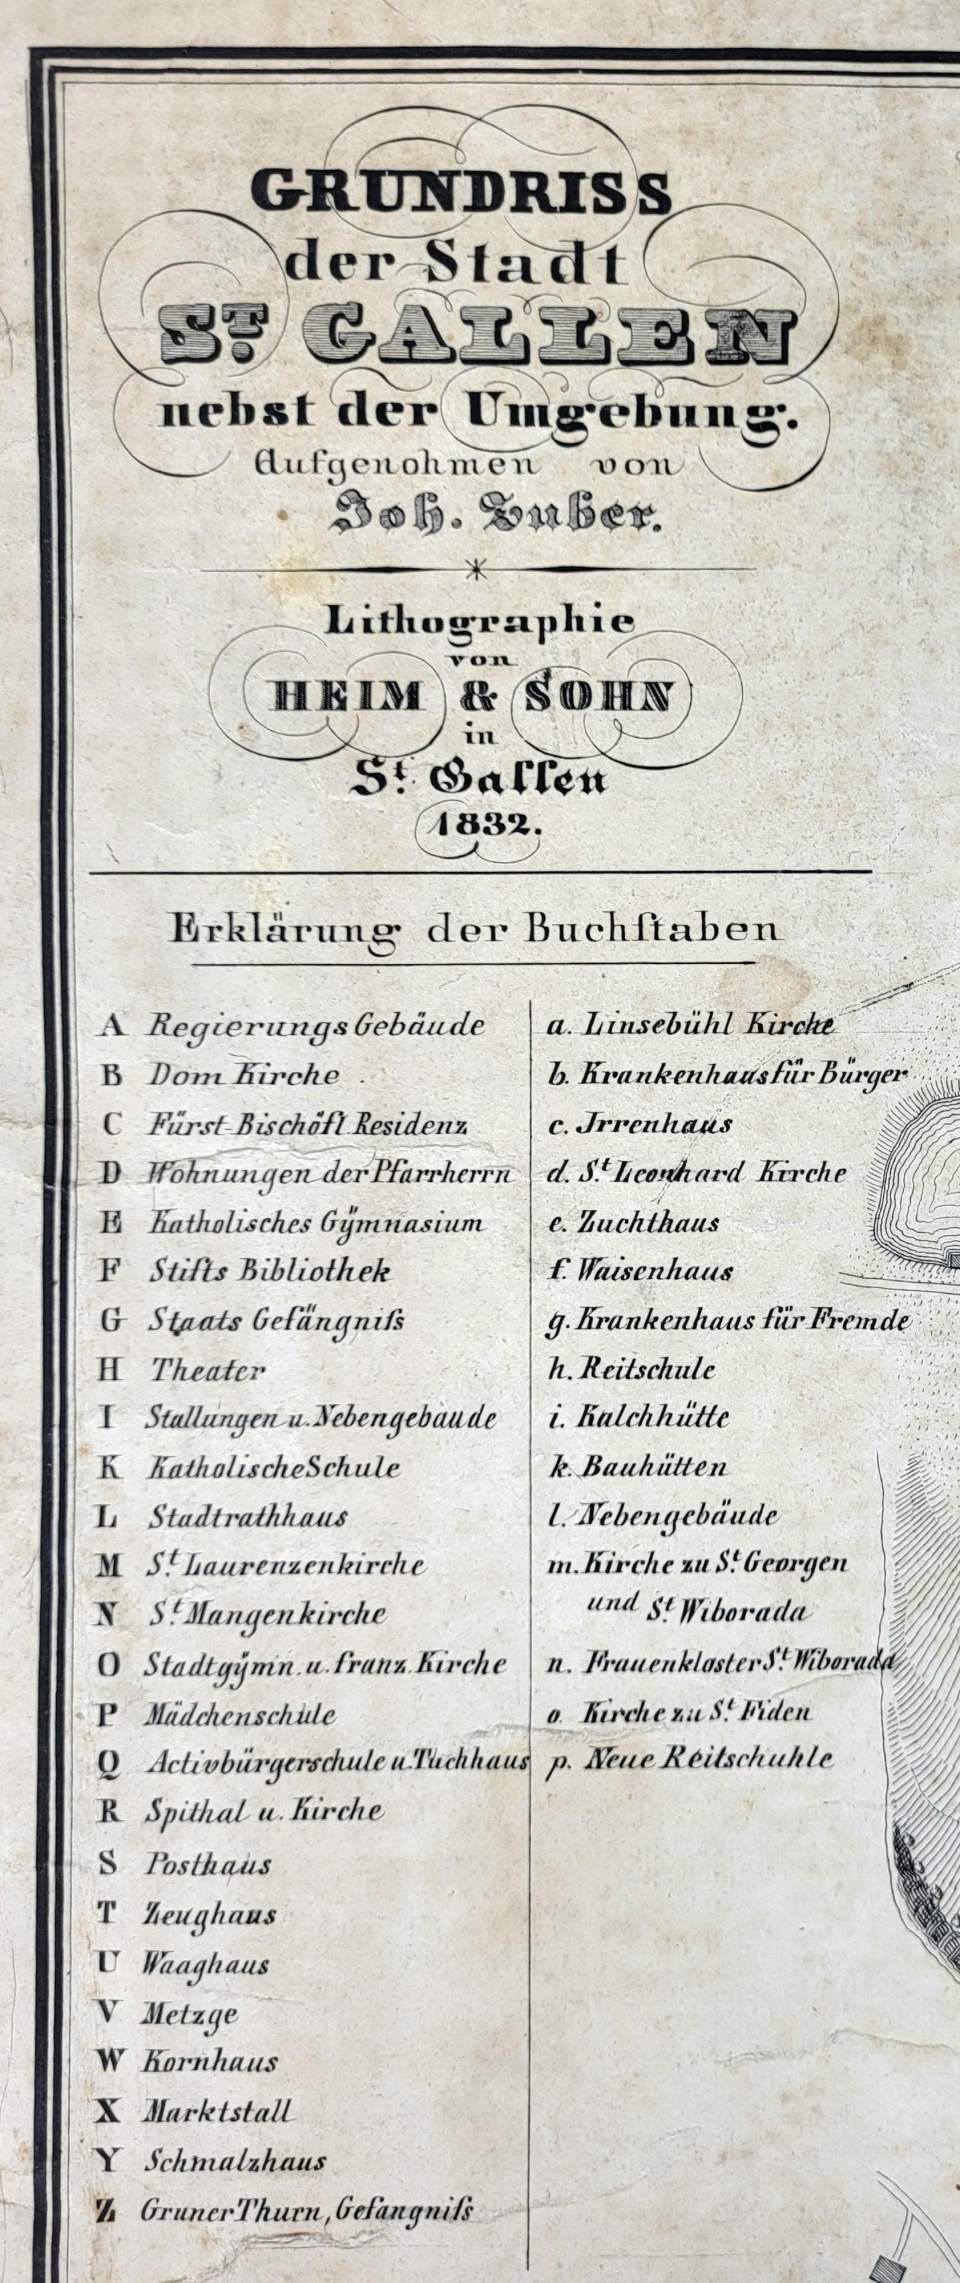 GRUNDRISS
der Stadt
St. GALLEN
nebst der Umgebung.
Aufgenohmen von
Joh. Zuber.
Lithographie
von
HEIM & SOHN
in
St. Gallen
1832.
Erklärung der Buchſtaben
A Regierungs Gebäude
B Dom Kirche
C Fürst-Bischöfl Residenz
D Wohnungen der Pfarrherrn
E Katholisches Gÿmnasium
F Stifts Bibliothek
G Staats Gefängniſs
H Theater
I Stallungen u. Nebengebaude
K Katholische Schule
L Stadtrathhaus
M St. Laurenzenkirche
N St. Mangenkirche
O Stadtgÿmn. u. franz. Kirche
P Mädchenschule
Q Activbürgerschule u. Tuchhaus
R Spithal u. Kirche
S Posthaus
T Zeughaus
U Waaghaus
V Metzge
W Kornhaus
X Marktstall
Y Schmalzhaus
Z Gruner Thurn, Gefangniſs
a. Linsebühl Kirche
b. Krankenhaus für Bürger
c. Irrenhaus
d. St. Leonhard Kirche
e. Zuchthaus
f. Waisenhaus
g. Krankenhaus für Fremde
h. Reitschule
i. Kalchhütte
k. Bauhütten
l. Nebengebäude
m. Kirche zu St. Georgen
und St. Wiborada
n. Frauenkloster St. Wiborada
o. Kirche zu St. Fiden
p. Neue Reitschuhle